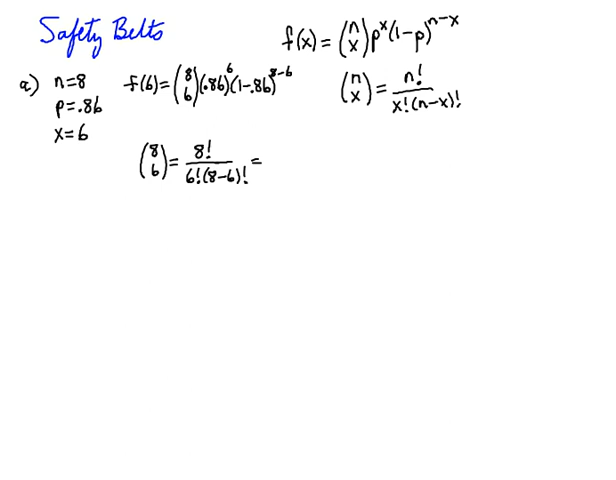 Safety Belts
f(x) = (n x) p^x (1-p)^{n-x}
a) n=8 f(6) = (8 6)(.86)^6 (1-.86)^{8-6}
(n x) = n! / x!(n-x)!
p=.86
x=6
(8 6) = 8! / 6!(8-6)! =